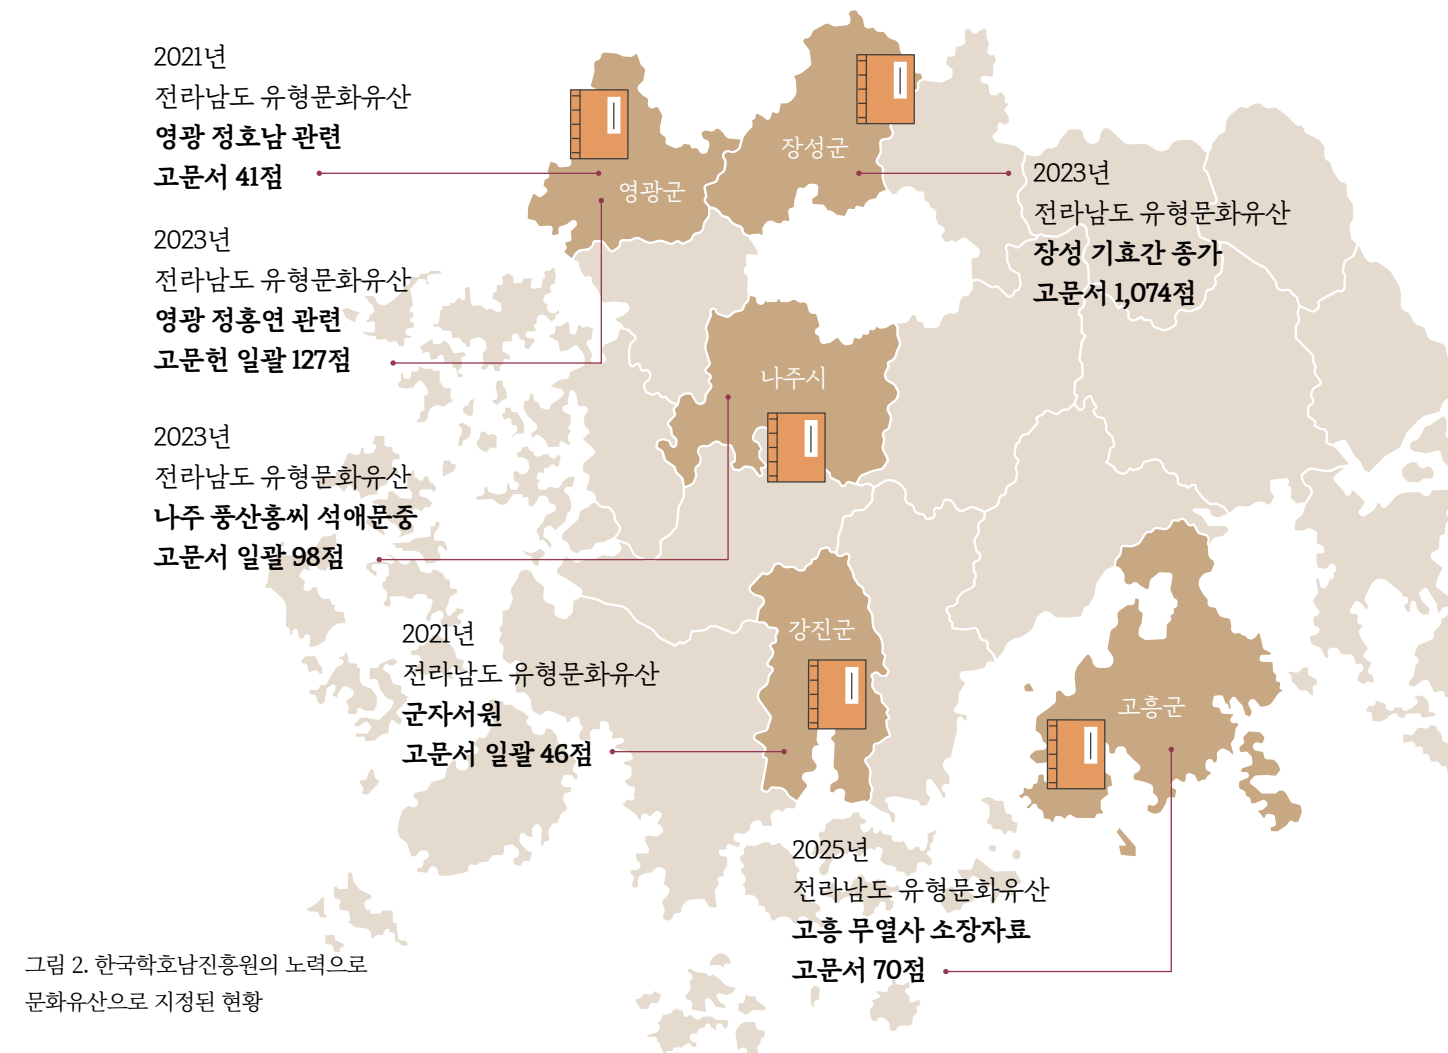 2021년
전라남도 유형문화유산
영광 정호남 관련
고문서 41점
영광군
2023년
전라남도 유형문화유산
영광 정홍연 관련
고문헌 일괄 127점
장성군
2023년
전라남도 유형문화유산
장성 기효간 종가
고문서 1,074점
나주시
2023년
전라남도 유형문화유산
나주 풍산홍씨 석애문중
고문서 일괄 98점
강진군
2021년
전라남도 유형문화유산
군자서원
고문서 일괄 46점
고흥군
2025년
전라남도 유형문화유산
고흥 무열사 소장자료
고문서 70점
그림 2. 한국학호남진흥원의 노력으로
문화유산으로 지정된 현황